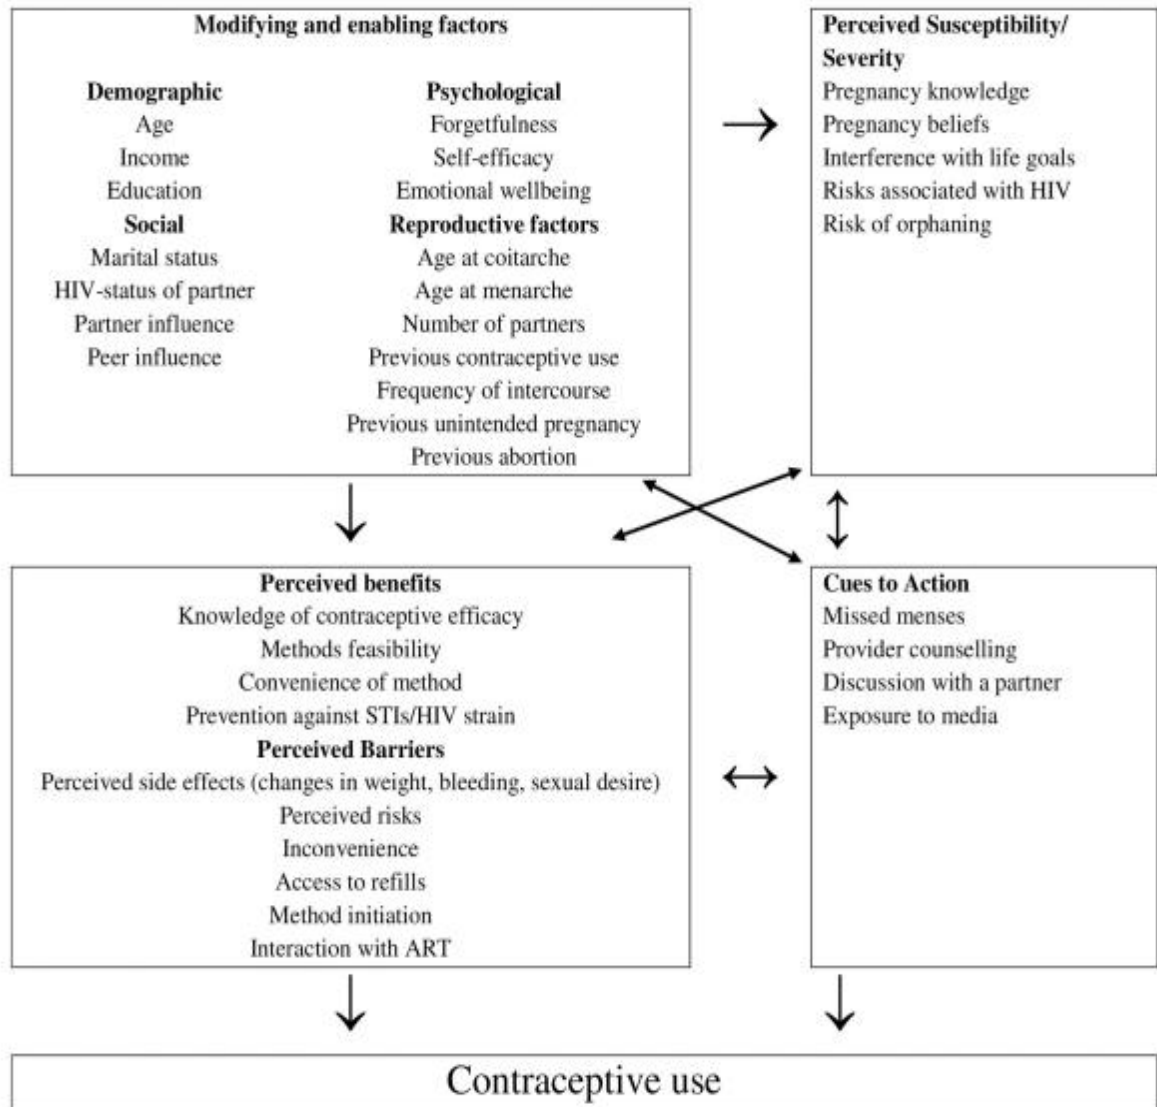 Modifying and enabling factors
Demographic
Age
Income
Education
Social
Marital status
HIV-status of partner
Partner influence
Peer influence
Psychological
Forgetfulness
Self-efficacy
Emotional wellbeing
Reproductive factors
Age at coitarche
Age at menarche
Number of partners
Previous contraceptive use
Frequency of intercourse
Previous unintended pregnancy
Previous abortion
Perceived Susceptibility/
Severity
Pregnancy knowledge
Pregnancy beliefs
Interference with life goals
Risks associated with HIV
Risk of orphaning
Perceived benefits
Knowledge of contraceptive efficacy
Methods feasibility
Convenience of method
Prevention against STIs/HIV strain
Perceived Barriers
Perceived side effects (changes in weight, bleeding, sexual desire)
Perceived risks
Inconvenience
Access to refills
Method initiation
Interaction with ART
Cues to Action
Missed menses
Provider counselling
Discussion with a partner
Exposure to media
Contraceptive use